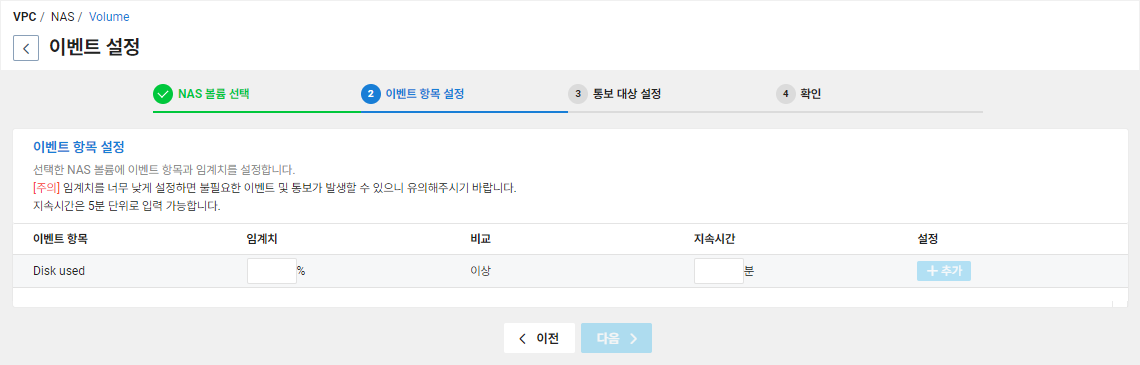 VPC / NAS / Volume
이벤트 설정
NAS 볼륨 선택
2 이벤트 항목 설정
3 통보 대상 설정
4 확인
이벤트 항목 설정
선택한 NAS 볼륨에 이벤트 항목과 임계치를 설정합니다.
[주의] 임계치를 너무 낮게 설정하면 불필요한 이벤트 및 통보가 발생할 수 있으니 유의해주시기 바랍니다.
지속시간은 5분 단위로 입력 가능합니다.
이벤트 항목 임계치 비교 지속시간 설정
Disk used % 이상 분 + 추가
이전 다음